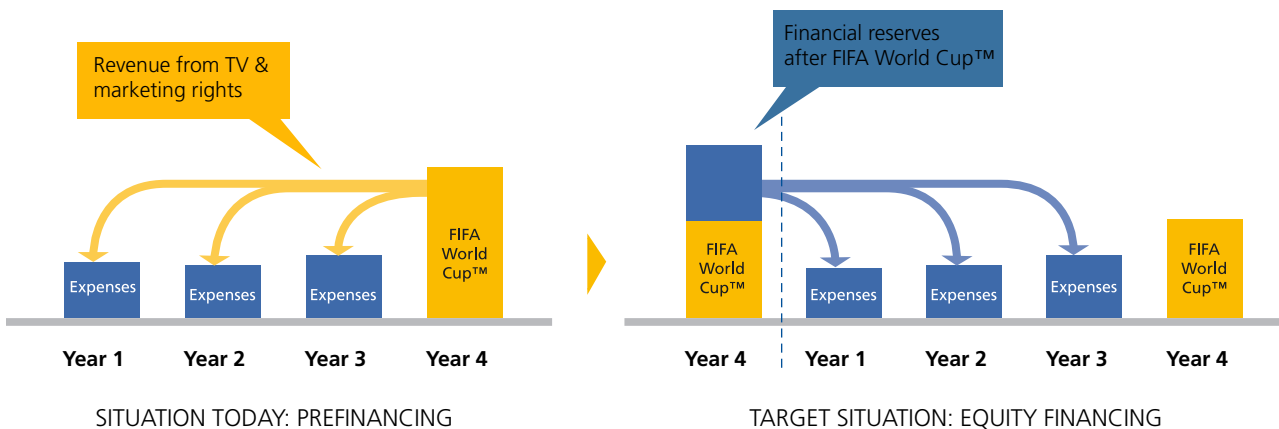 Revenue from TV &
marketing rights
Expenses
Expenses
Expenses
FIFA
World
Cup™
Year 1
Year 2
Year 3
Year 4
SITUATION TODAY: PREFINANCING
Financial reserves
after FIFA World Cup™
FIFA
World
Cup™
Expenses
Expenses
Expenses
FIFA
World
Cup™
Year 4
Year 1
Year 2
Year 3
Year 4
TARGET SITUATION: EQUITY FINANCING